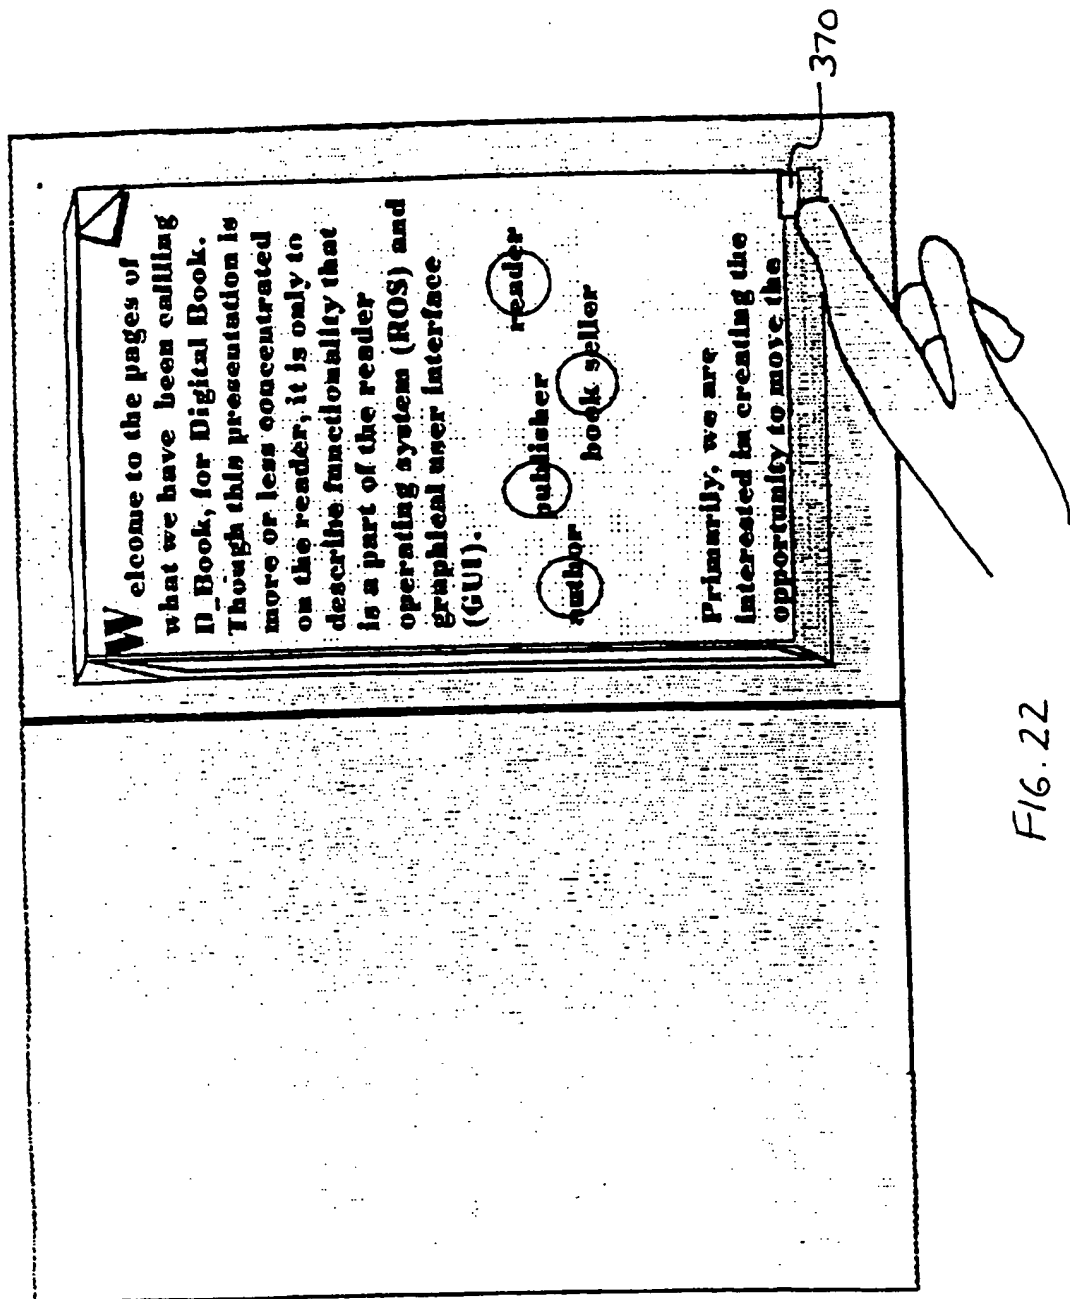 Welcome to the pages of
what we have been callling
D_Book, for Digital Book.
Though this presentation is
more or less concentrated
on the reader, it is only to
describe functionality that
is a part of the reader
operating system (ROS) and
graphical user interface
(GUI).
author
publisher
book seller
reader
Primarily, we are
interested in creating the
opportunity to move the
370
FIG. 22